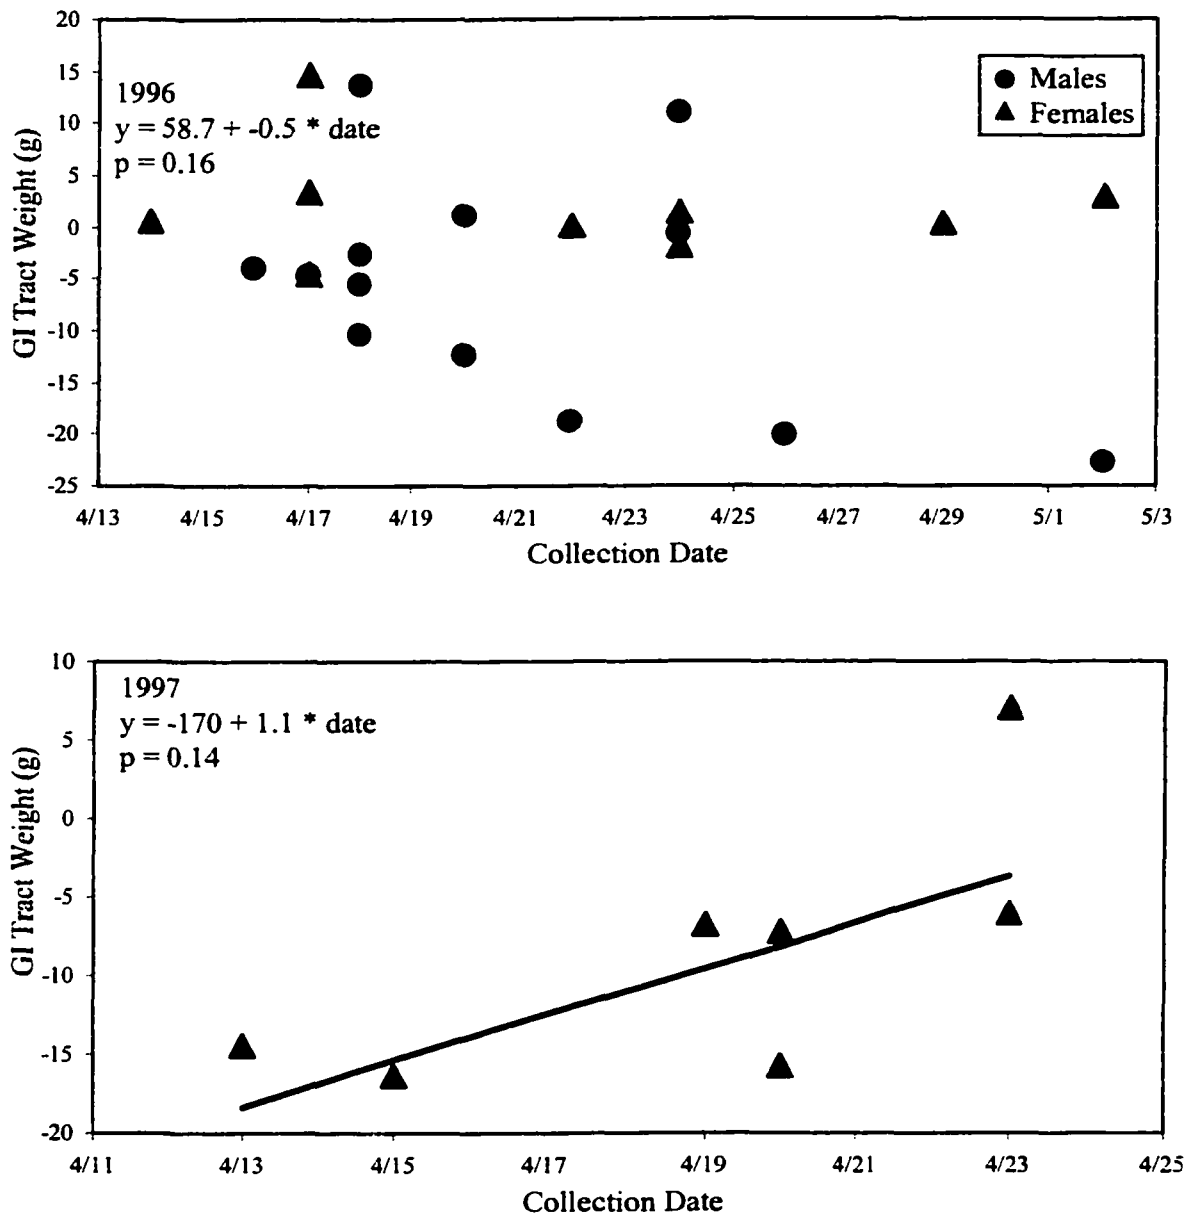 20
15
10
5
0
-5
-10
-15
-20
-25
GI Tract Weight (g)
1996
y = 58.7 + -0.5 * date
p = 0.16
Males
Females
4/13 4/15 4/17 4/19 4/21 4/23 4/25 4/27 4/29 5/1 5/3
Collection Date
10
5
0
-5
-10
-15
-20
GI Tract Weight (g)
1997
y = -170 + 1.1 * date
p = 0.14
4/11 4/13 4/15 4/17 4/19 4/21 4/23 4/25
Collection Date